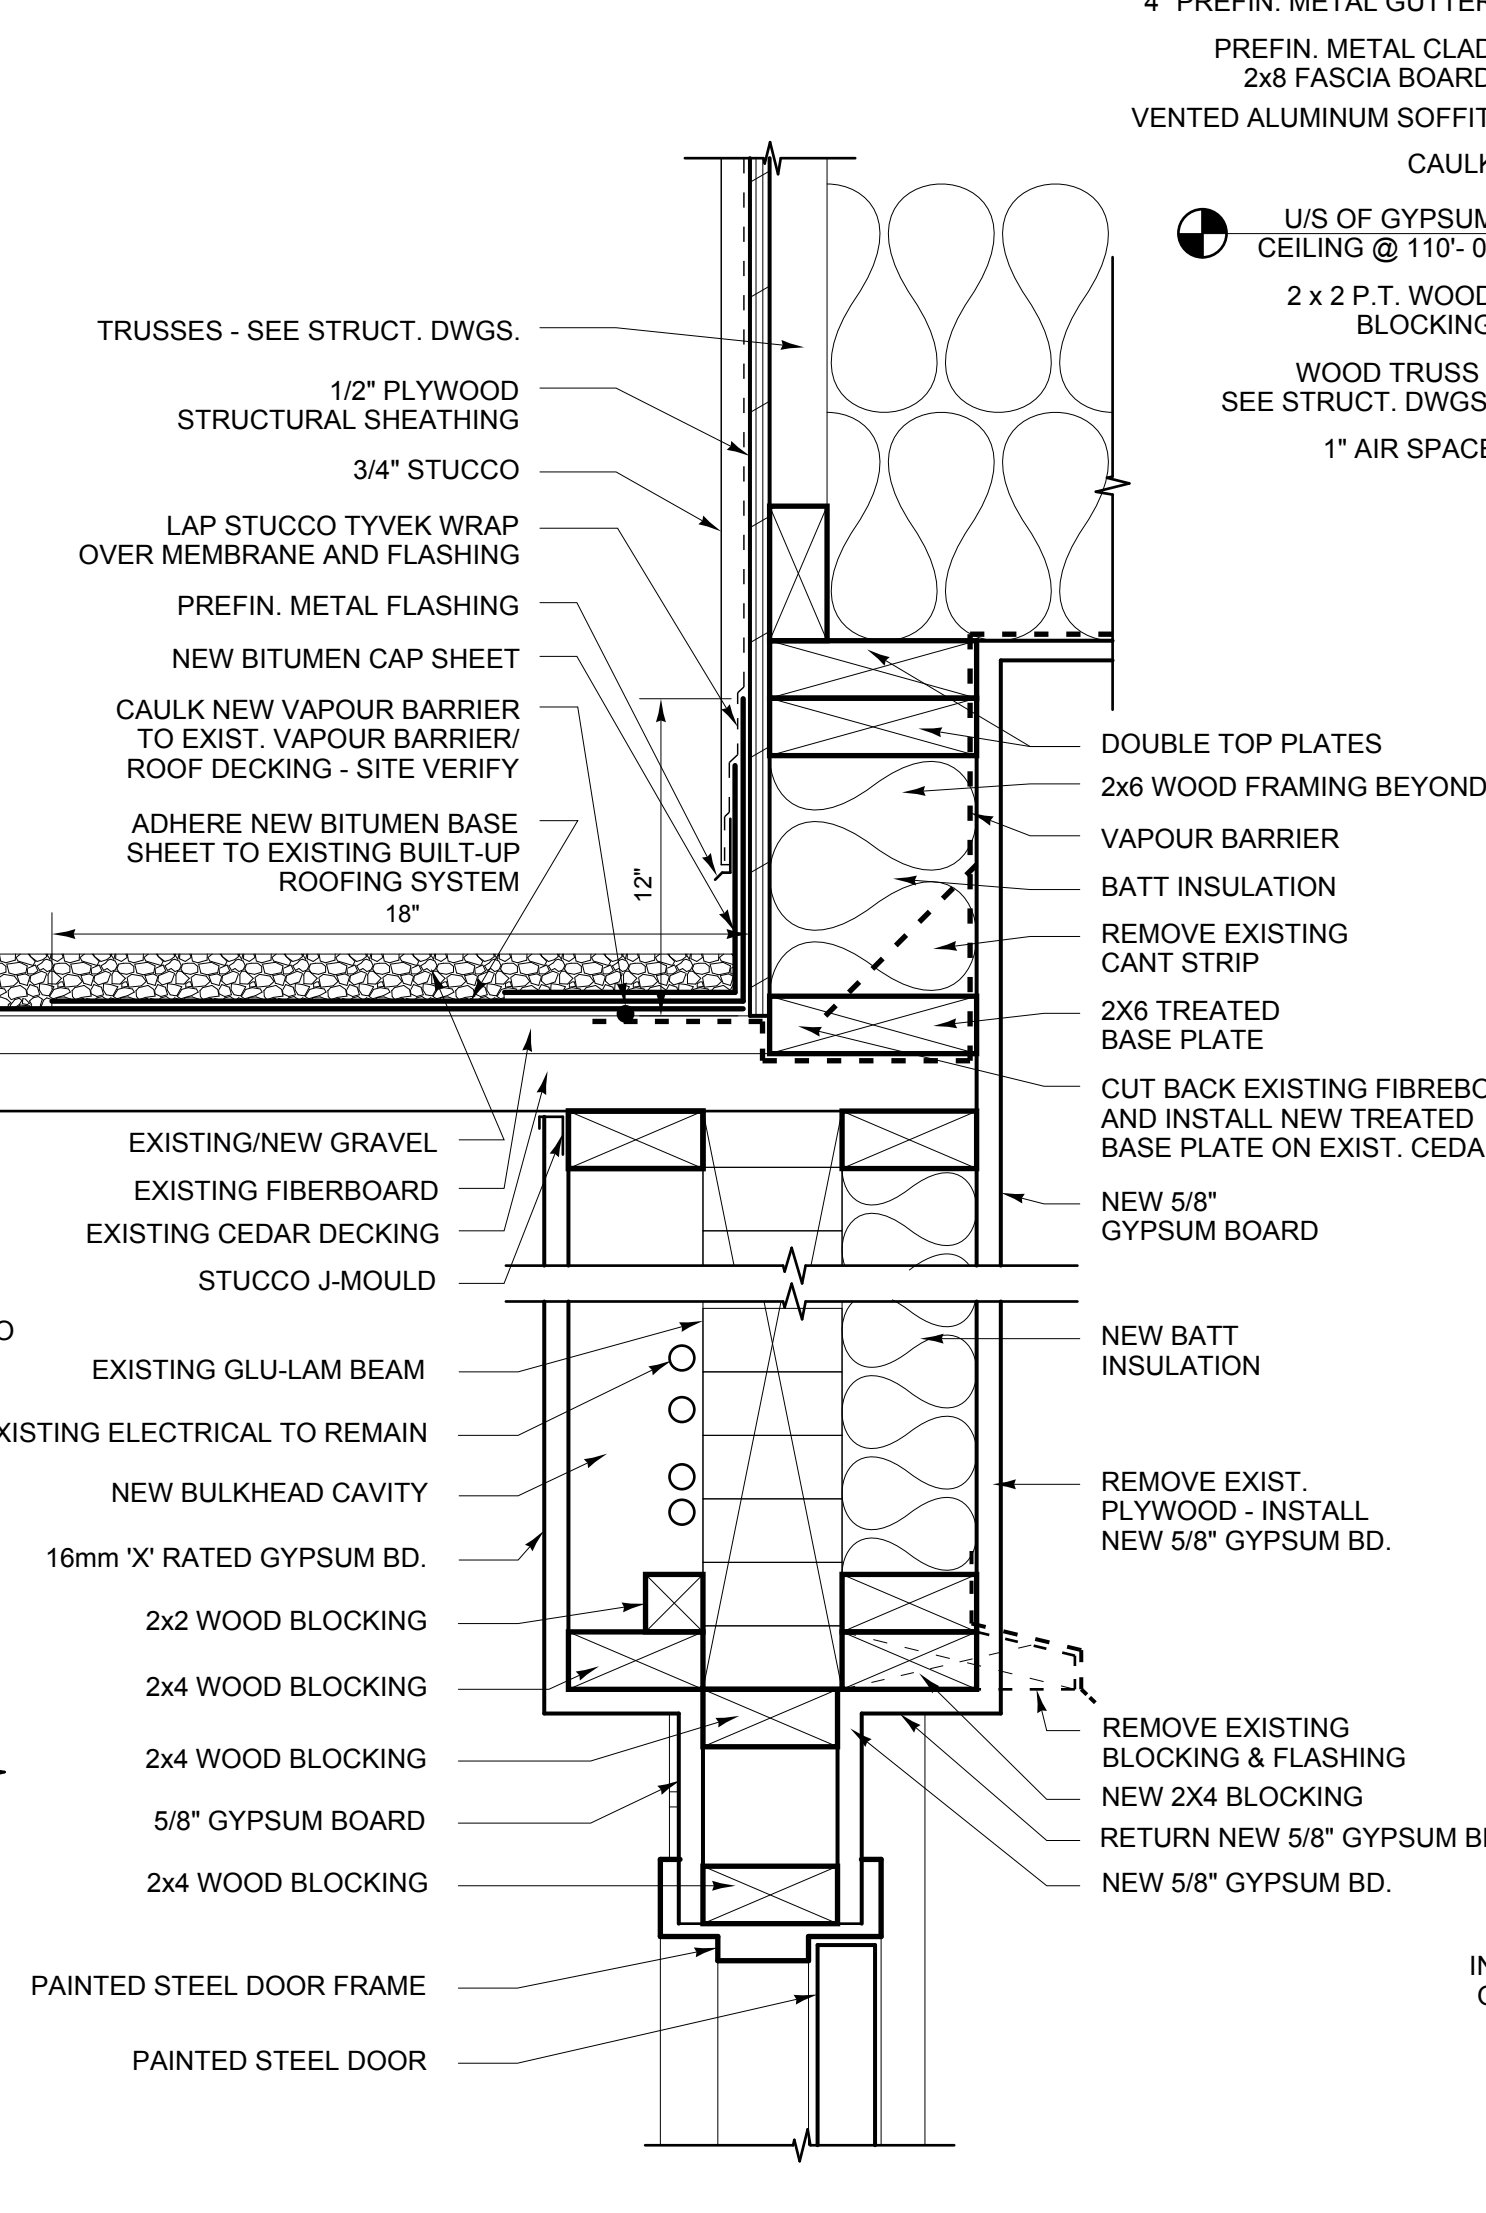 4" PREFIN. METAL GUTTER
PREFIN. METAL CLAD
2x8 FASCIA BOARD
VENTED ALUMINUM SOFFIT
CAULK
U/S OF GYPSUM
CEILING @ 110'- 0
2 x 2 P.T. WOOD
BLOCKING
WOOD TRUSS
SEE STRUCT. DWGS
1" AIR SPACE
TRUSSES - SEE STRUCT. DWGS.
1/2" PLYWOOD
STRUCTURAL SHEATHING
3/4" STUCCO
LAP STUCCO TYVEK WRAP
OVER MEMBRANE AND FLASHING
PREFIN. METAL FLASHING
NEW BITUMEN CAP SHEET
CAULK NEW VAPOUR BARRIER
TO EXIST. VAPOUR BARRIER/
ROOF DECKING - SITE VERIFY
ADHERE NEW BITUMEN BASE
SHEET TO EXISTING BUILT-UP
ROOFING SYSTEM
18"
12"
EXISTING/NEW GRAVEL
EXISTING FIBERBOARD
EXISTING CEDAR DECKING
STUCCO J-MOULD
O
EXISTING GLU-LAM BEAM
XISTING ELECTRICAL TO REMAIN
NEW BULKHEAD CAVITY
16mm 'X' RATED GYPSUM BD.
2x2 WOOD BLOCKING
2x4 WOOD BLOCKING
2x4 WOOD BLOCKING
5/8" GYPSUM BOARD
2x4 WOOD BLOCKING
PAINTED STEEL DOOR FRAME
PAINTED STEEL DOOR
DOUBLE TOP PLATES
2x6 WOOD FRAMING BEYOND
VAPOUR BARRIER
BATT INSULATION
REMOVE EXISTING
CANT STRIP
2X6 TREATED
BASE PLATE
CUT BACK EXISTING FIBREBO
AND INSTALL NEW TREATED
BASE PLATE ON EXIST. CEDA
NEW 5/8"
GYPSUM BOARD
NEW BATT
INSULATION
REMOVE EXIST.
PLYWOOD - INSTALL
NEW 5/8" GYPSUM BD.
REMOVE EXISTING
BLOCKING & FLASHING
NEW 2X4 BLOCKING
RETURN NEW 5/8" GYPSUM B
NEW 5/8" GYPSUM BD.